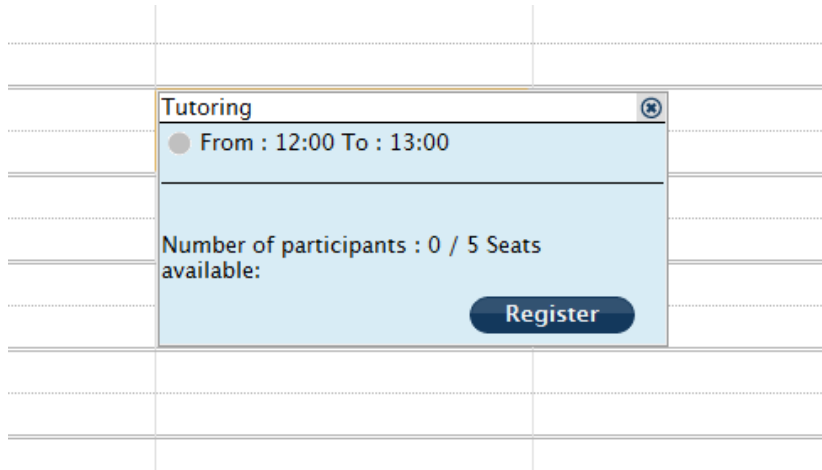 Tutoring
From : 12:00 To : 13:00
Number of participants : 0 / 5 Seats
available:
Register